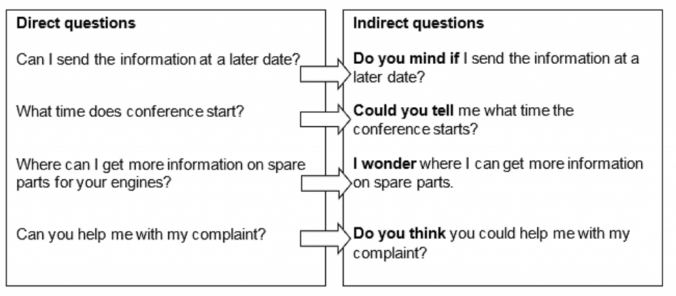 Direct questions
Can I send the information at a later date?
What time does conference start?
Where can I get more information on spare
parts for your engines?
Can you help me with my complaint?
Indirect questions
Do you mind if I send the information at a
later date?
Could you tell me what time the
conference starts?
I wonder where I can get more information
on spare parts.
Do you think you could help me with my
complaint?